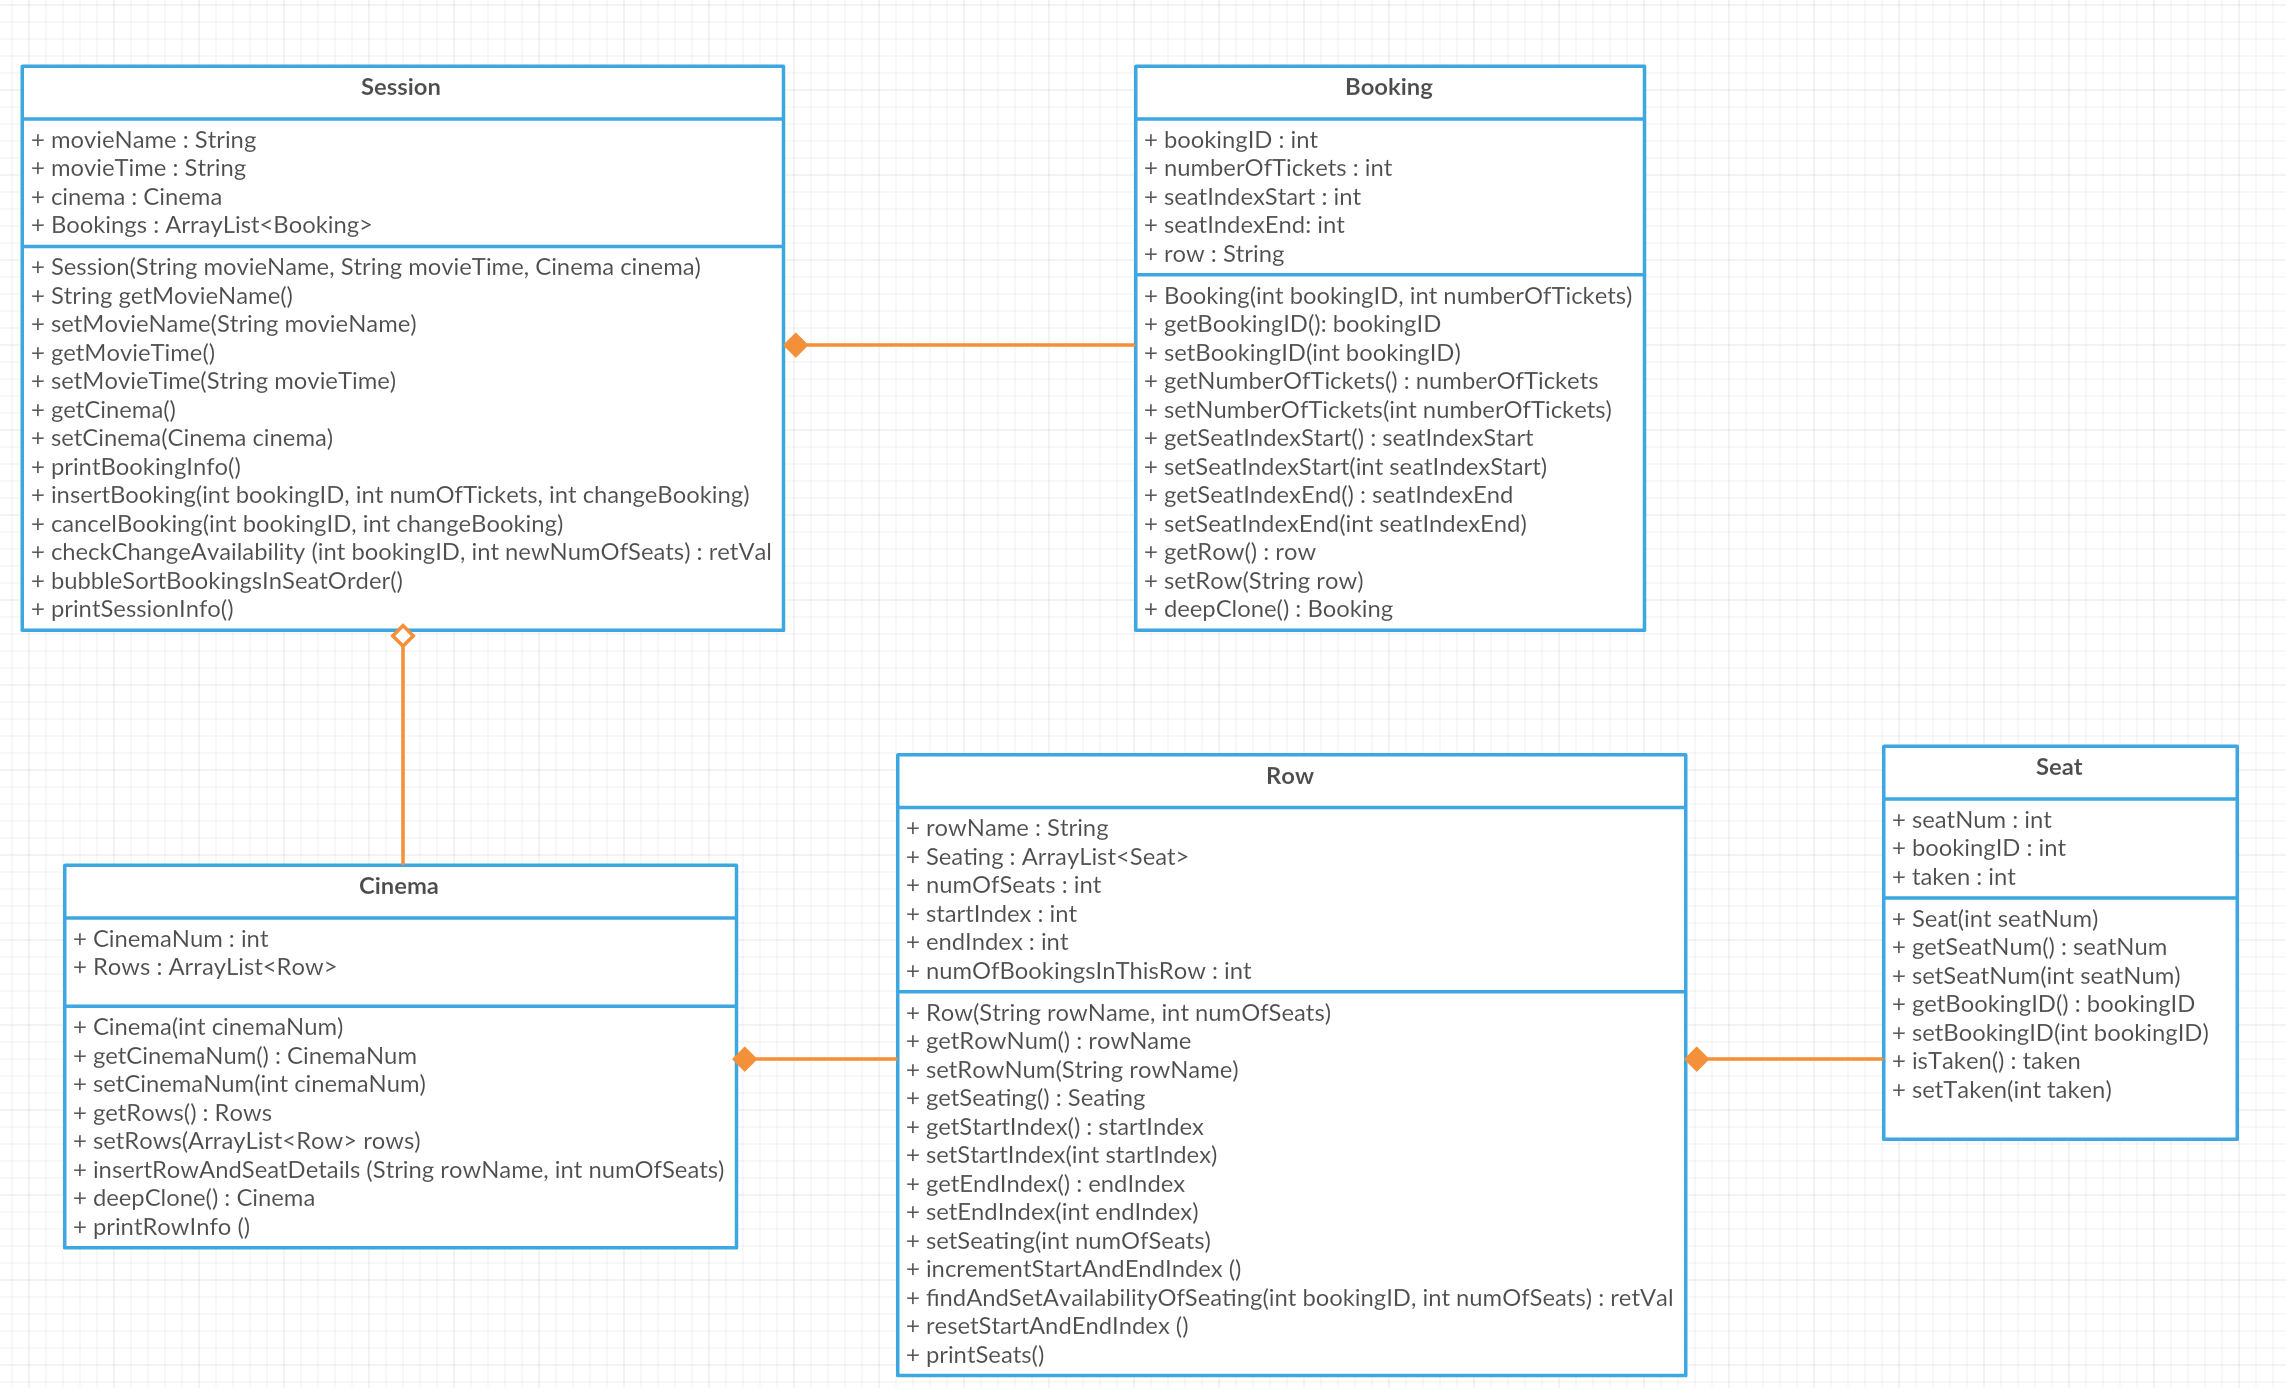 Session
+ movieName : String
+ movieTime : String
+ cinema : Cinema
+ Bookings : ArrayList<Booking>
+ Session(String movieName, String movieTime, Cinema cinema)
+ String getMovieName()
+ setMovieName(String movieName)
+ getMovieTime()
+ setMovieTime(String movieTime)
+ getCinema()
+ setCinema(Cinema cinema)
+ printBookingInfo()
+ insertBooking(int bookingID, int numOfTickets, int changeBooking)
+ cancelBooking(int bookingID, int changeBooking)
+ checkChangeAvailability (int bookingID, int newNumOfSeats) : retVal
+ bubbleSortBookingsInSeatOrder()
+ printSessionInfo()
Booking
+ bookingID : int
+ numberOfTickets : int
+ seatIndexStart : int
+ seatIndexEnd: int
+ row : String
+ Booking(int bookingID, int numberOfTickets)
+ getBookingID(): bookingID
+ setBookingID(int bookingID)
+ getNumberOfTickets() : numberOfTickets
+ setNumberOfTickets(int numberOfTickets)
+ getSeatIndexStart() : seatIndexStart
+ setSeatIndexStart(int seatIndexStart)
+ getSeatIndexEnd() : seatIndexEnd
+ setSeatIndexEnd(int seatIndexEnd)
+ getRow() : row
+ setRow(String row)
+ deepClone() : Booking
Cinema
+ CinemaNum : int
+ Rows : ArrayList<Row>
+ Cinema(int cinemaNum)
+ getCinemaNum() : CinemaNum
+ setCinemaNum(int cinemaNum)
+ getRows() : Rows
+ setRows(ArrayList<Row> rows)
+ insertRowAndSeatDetails (String rowName, int numOfSeats)
+ deepClone() : Cinema
+ printRowInfo ()
Row
+ rowName : String
+ Seating : ArrayList<Seat>
+ numOfSeats : int
+ startIndex : int
+ endIndex : int
+ numOfBookingsInThisRow : int
+ Row(String rowName, int numOfSeats)
+ getRowNum() : rowName
+ setRowNum(String rowName)
+ getSeating() : Seating
+ getStartIndex() : startIndex
+ setStartIndex(int startIndex)
+ getEndIndex() : endIndex
+ setEndIndex(int endIndex)
+ setSeating(int numOfSeats)
+ incrementStartAndEndIndex ()
+ findAndSetAvailabilityOfSeating(int bookingID, int numOfSeats) : retVal
+ resetStartAndEndIndex ()
+ printSeats()
Seat
+ seatNum : int
+ bookingID : int
+ taken : int
+ Seat(int seatNum)
+ getSeatNum() : seatNum
+ setSeatNum(int seatNum)
+ getBookingID() : bookingID
+ setBookingID(int bookingID)
+ isTaken() : taken
+ setTaken(int taken)